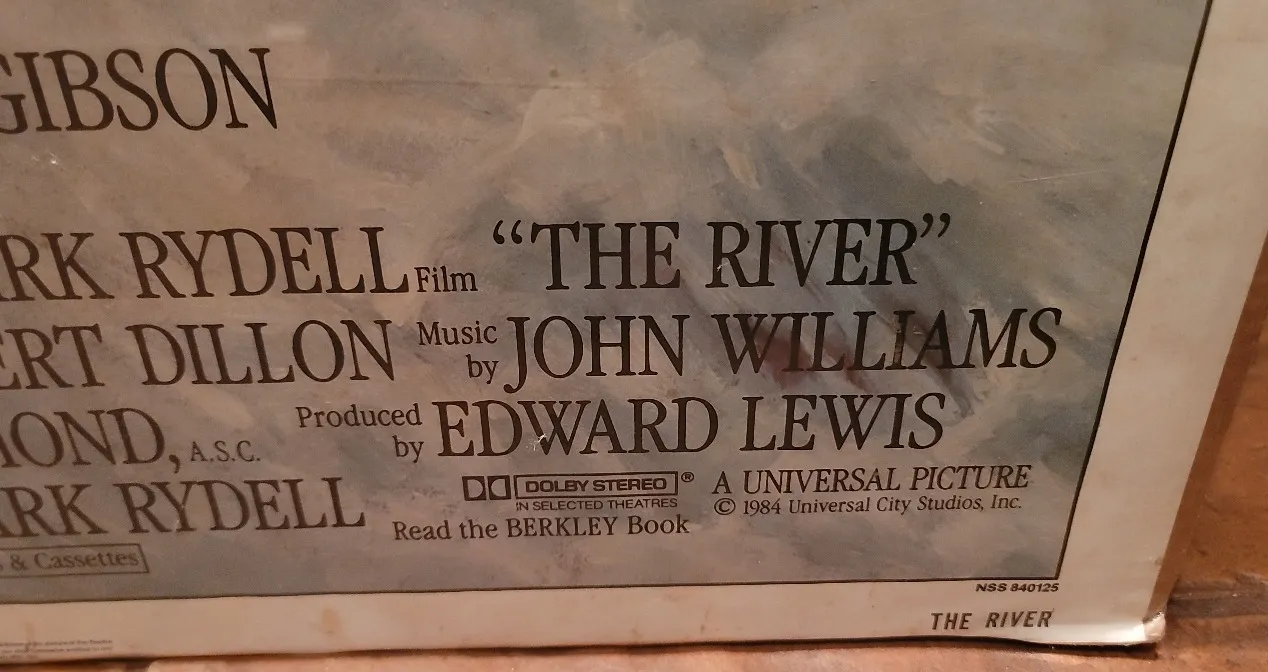 GIBSON
RK RYDELL Film "THE RIVER"
ERT DILLON Music by JOHN WILLIAMS
OND, A.S.C. Produced by EDWARD LEWIS
RK RYDELL DOLBY STEREO ® A UNIVERSAL PICTURE
IN SELECTED THEATRES © 1984 Universal City Studios, Inc.
Read the BERKLEY Book
& Cassettes
NSS 840125
THE RIVER